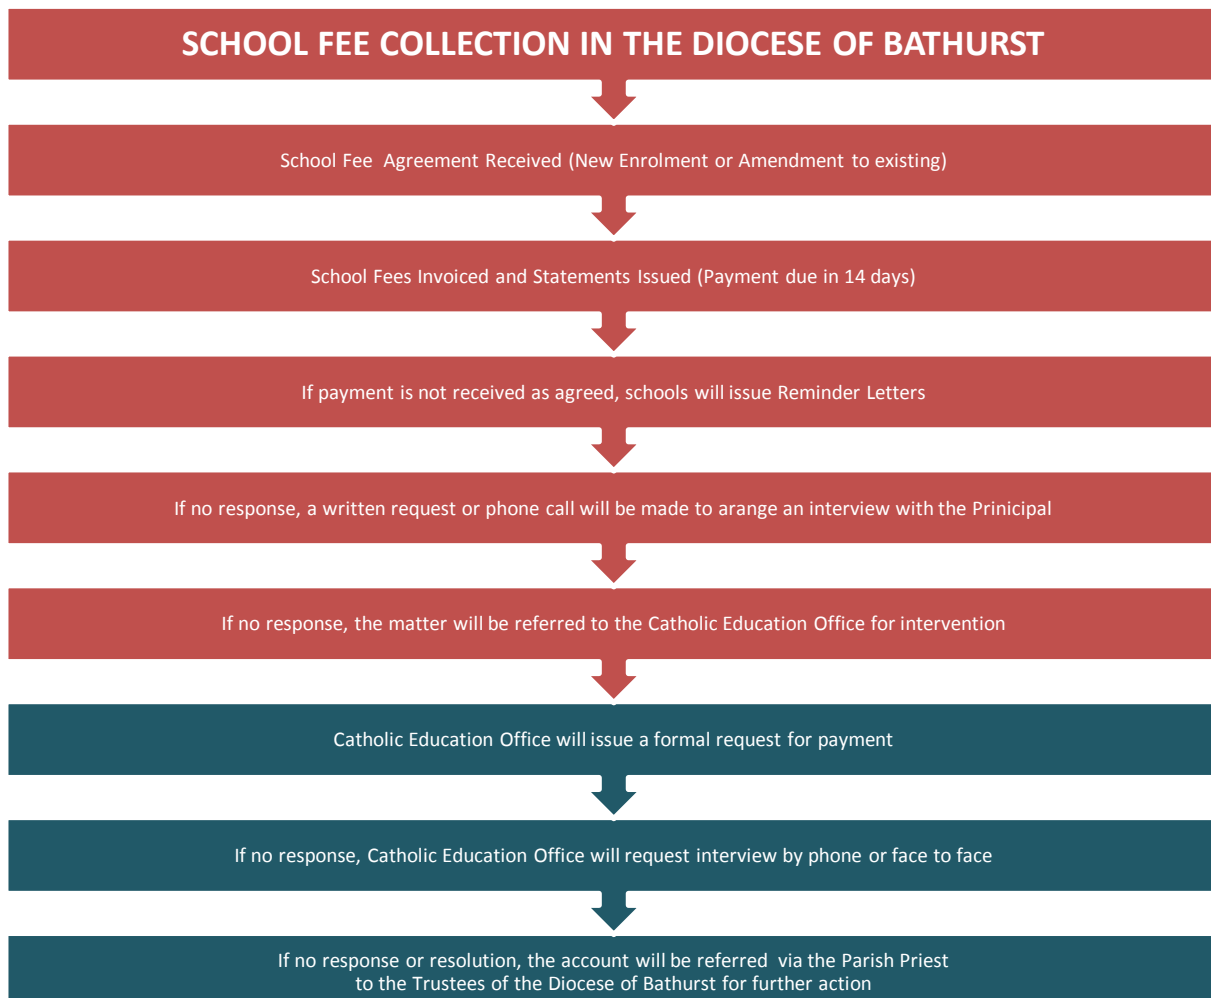 SCHOOL FEE COLLECTION IN THE DIOCESE OF BATHURST
School Fee Agreement Received (New Enrolment or Amendment to existing)
School Fees Invoiced and Statements Issued (Payment due in 14 days)
If payment is not received as agreed, schools will issue Reminder Letters
If no response, a written request or phone call will be made to arange an interview with the Prinicipal
If no response, the matter will be referred to the Catholic Education Office for intervention
Catholic Education Office will issue a formal request for payment
If no response, Catholic Education Office will request interview by phone or face to face
If no response or resolution, the account will be referred via the Parish Priest
to the Trustees of the Diocese of Bathurst for further action